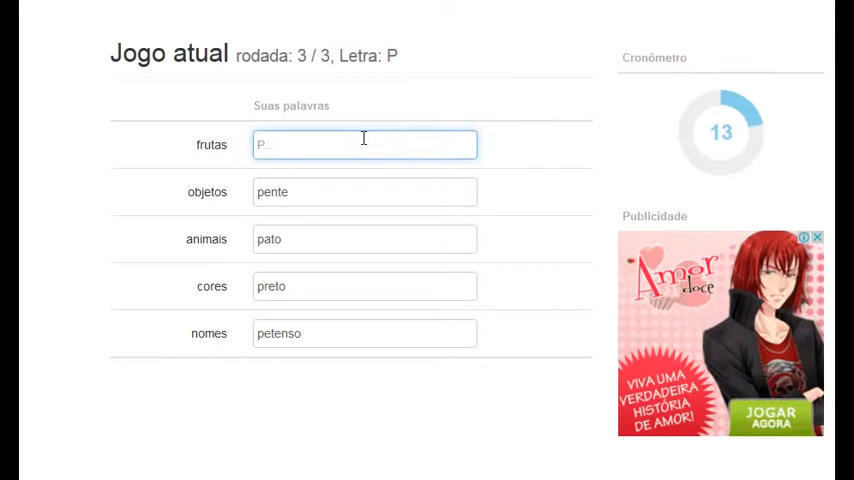 Jogo atual rodada: 3 / 3, Letra: P
Suas palavras
frutas P...
objetos pente
animais pato
cores preto
nomes petenso
Cronômetro
13
Publicidade
Amor doce
VIVA UMA
VERDADEIRA
HISTÓRIA
DE AMOR!
JOGAR
AGORA